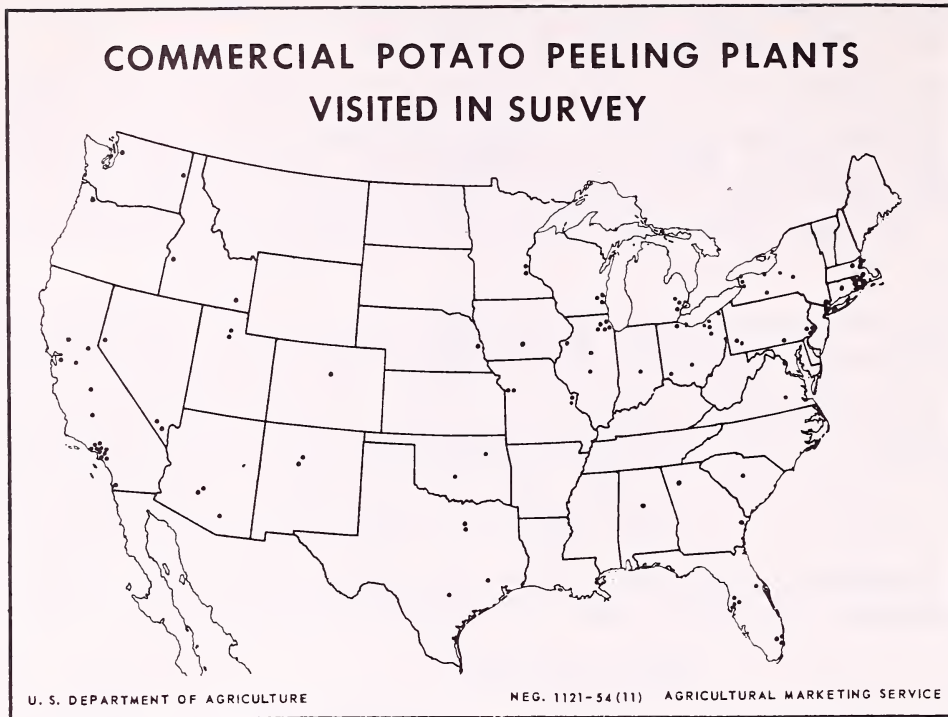 COMMERCIAL POTATO PEELING PLANTS
VISITED IN SURVEY
U. S. DEPARTMENT OF AGRICULTURE NEG. 1121-54 (11) AGRICULTURAL MARKETING SERVICE